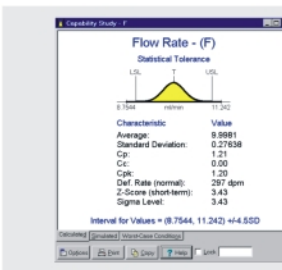 Capability Study - F
Flow Rate - (F)
Statistical Tolerance
LSL T USL
8.7544 ml/min 11.242
Characteristic Value
Average: 9.9981
Standard Deviation: 0.27638
Cp: 1.21
Cc: 0.00
Cpk: 1.20
Def. Rate (normal): 297 dpm
Z-Score (short-term): 3.43
Sigma Level: 3.43
Interval for Values = (8.7544, 11.242) +/-4.5SD
Calculated Simulated Worst-Case Conditions
Options Print Copy ? Help Lock